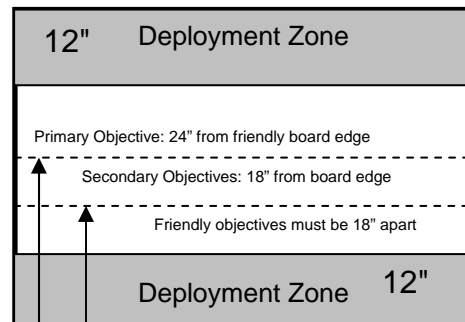 12" Deployment Zone
Primary Objective: 24” from friendly board edge
Secondary Objectives: 18” from board edge
Friendly objectives must be 18” apart
Deployment Zone 12"